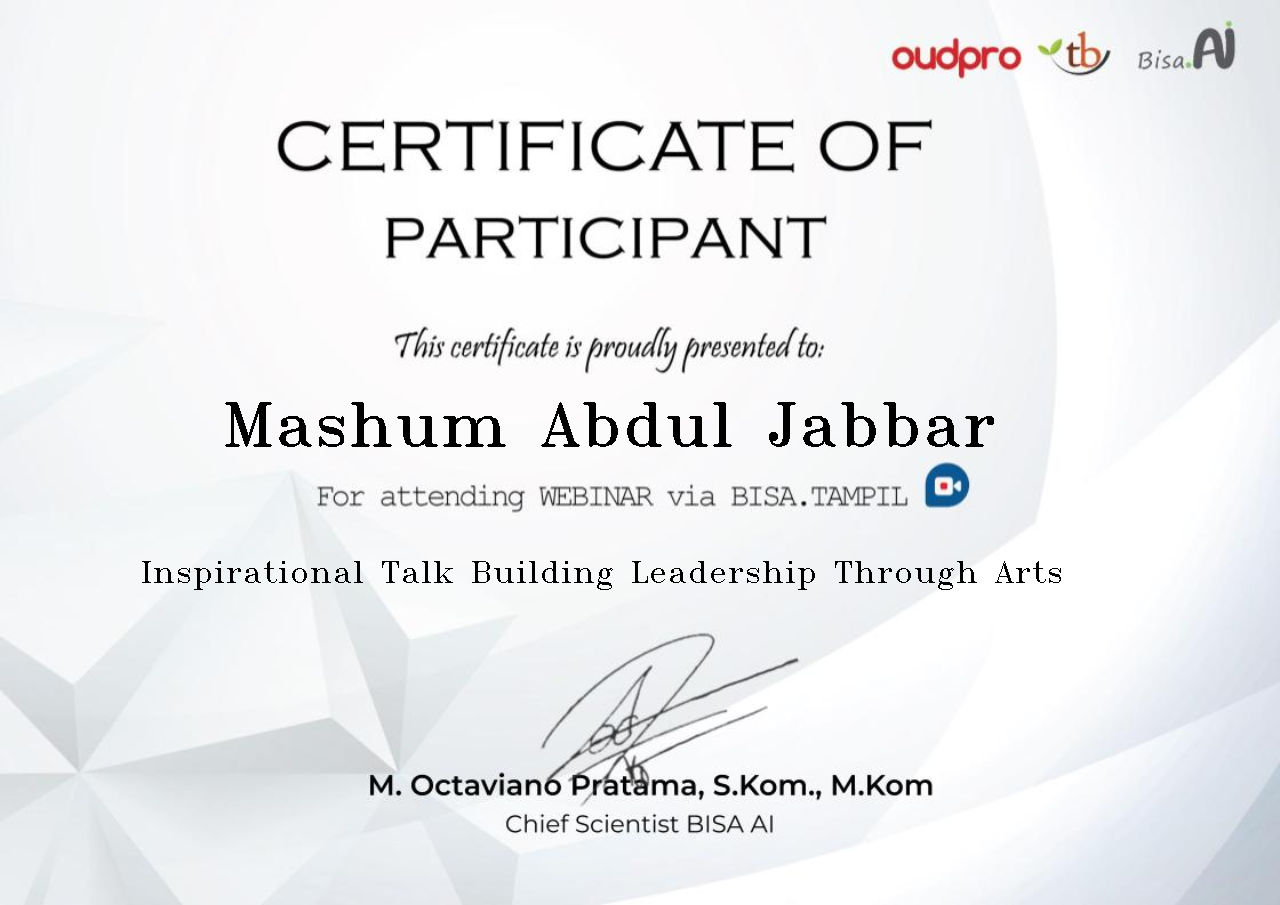 oudpro tb Bisa.AI
CERTIFICATE OF
PARTICIPANT
This certificate is proudly presented to:
Mashum Abdul Jabbar
For attending WEBINAR via BISA.TAMPIL
Inspirational Talk Building Leadership Through Arts
M. Octaviano Pratama, S.Kom., M.Kom
Chief Scientist BISA AI